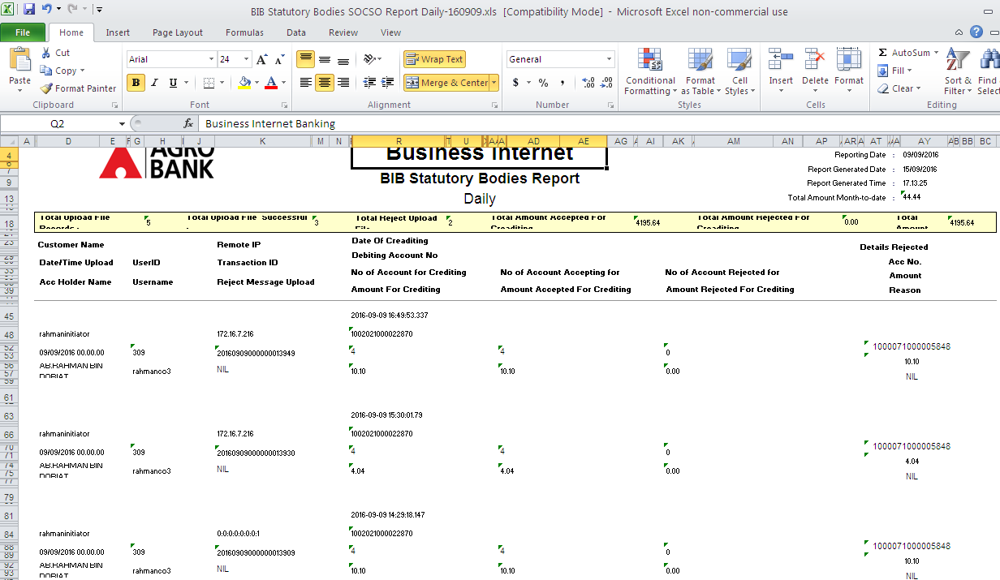 BIB Statutory Bodies SOCSO Report Daily-160909.xls [Compatibility Mode] - Microsoft Excel non-commercial use
File Home Insert Page Layout Formulas Data Review View
Paste Cut Copy Format Painter
Arial 24 A A B I U A
Wrap Text
Merge & Center
General
$ % , .00 .0
Conditional Formatting Format as Table Cell Styles
Insert Delete Format
Σ AutoSum Fill Clear
Sort & Filter Find Select
Clipboard Font Alignment Number Styles Cells Editing
Q2 fx Business Internet Banking
A D E F G H I J K M N R T U AA AD AE AG A AI AK AM AN AP AR AT A AY AB BB BC
4 AGRO BANK Business Internet Reporting Date : 09/09/2016
7 BIB Statutory Bodies Report Report Generated Date : 15/09/2016
9 Report Generated Time : 17.13.25
13 Daily Total Amount Month-to-date : 44.44
18 Total Upload File Records : 5 Total Upload File Successful : 3 Total Reject Upload File 2 Total Amount Accepted For Creaditing 4195.64 Total Amount Rejected For Creaditing 0.00 Total Amount 4195.64
23 Customer Name Remote IP Date Of Creaditing Details Rejected
Debiting Account No
29 Date/Time Upload UserID Transaction ID Acc No.
33 No of Account for Crediting No of Account Accepting for No of Account Rejected for Amount
39 Acc Holder Name Username Reject Message Upload Amount For Crediting Amount Accepted For Crediting Amount Rejected For Crediting Reason
45 2016-09-09 16:49:53.337
48 rahmaninitiator 172.16.7.216 1002021000022870
52 1000071000005848
53 09/09/2016 00.00.00 309 20160909000000013949 4 4 0
56 AB.RAHMAN BIN 10.10
57 DORIAT rahmanco3 NIL 10.10 10.10 0.00
59 NIL
61
63 2016-09-09 15:30:01.79
66 rahmaninitiator 172.16.7.216 1002021000022870
70 1000071000005848
71 09/09/2016 00.00.00 309 20160909000000013930 4 4 0
74 AB.RAHMAN BIN 4.04
75 DORIAT rahmanco3 NIL 4.04 4.04 0.00
77 NIL
79
81 2016-09-09 14:29:18.147
84 rahmaninitiator 0:0:0:0:0:0:0:1 1002021000022870
88 1000071000005848
89 09/09/2016 00.00.00 309 20160909000000013909 4 4 0
92 AB.RAHMAN BIN 10.10
93 DORIAT rahmanco3 NIL 10.10 10.10 0.00
NIL